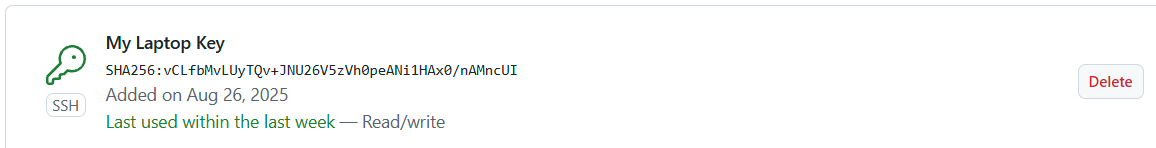 My Laptop Key
SHA256:vCLfbMvLUyTQv+JNU26V5zVh0peANi1HAx0/nAMncUI
SSH
Added on Aug 26, 2025
Last used within the last week — Read/write
Delete